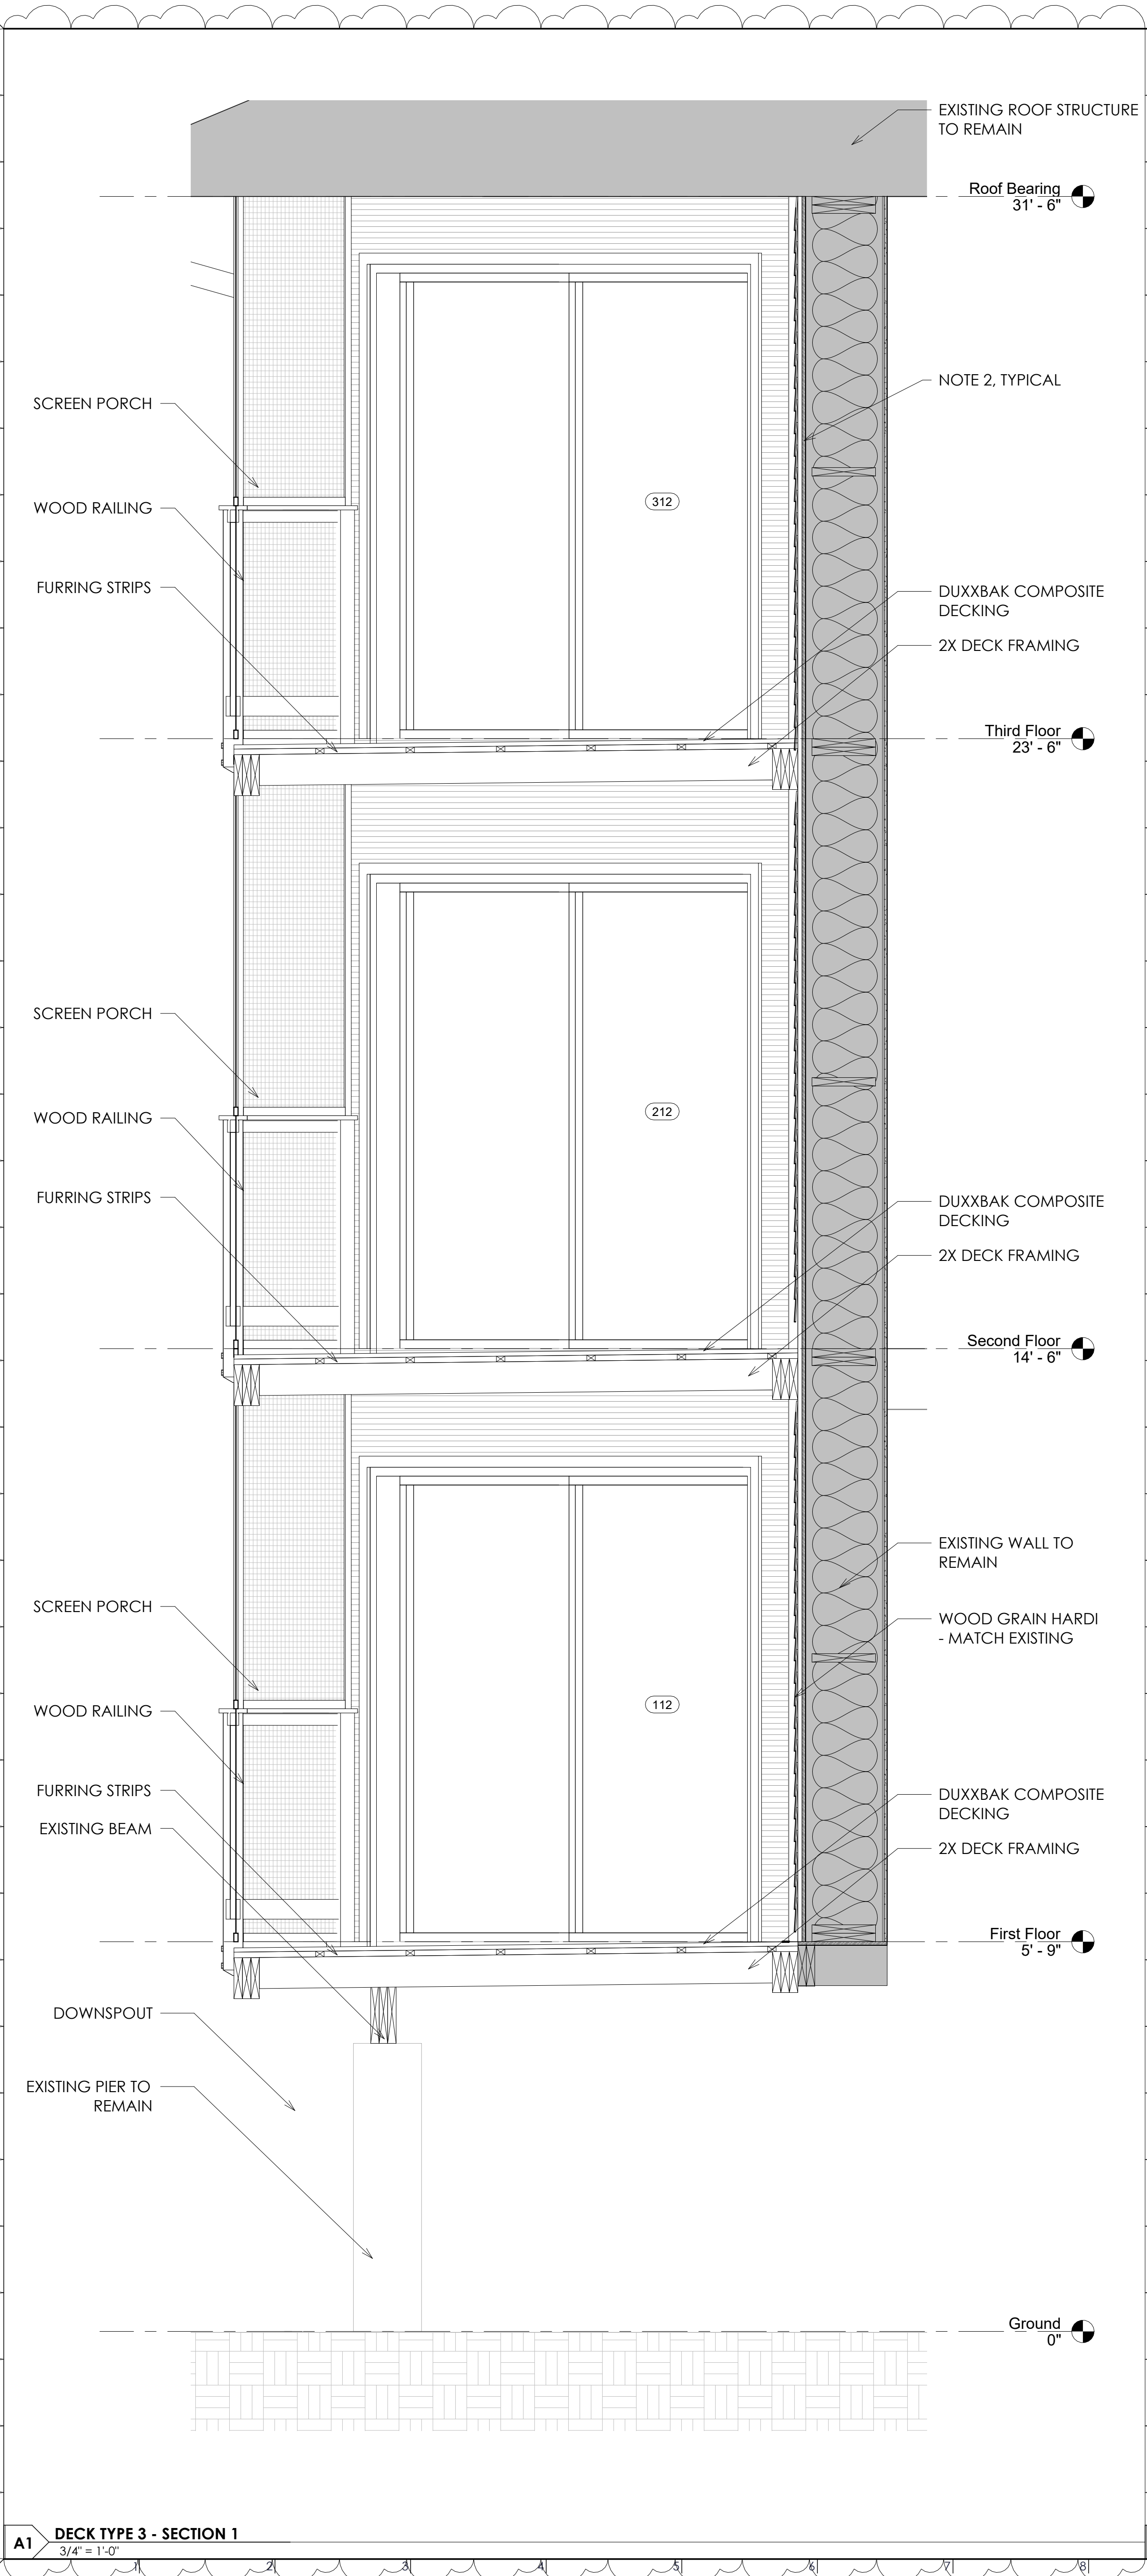 EXISTING ROOF STRUCTURE
TO REMAIN
Roof Bearing
31' - 6"
NOTE 2, TYPICAL
SCREEN PORCH
WOOD RAILING
312
FURRING STRIPS
DUXXBAK COMPOSITE
DECKING
2X DECK FRAMING
Third Floor
23' - 6"
SCREEN PORCH
WOOD RAILING
212
FURRING STRIPS
DUXXBAK COMPOSITE
DECKING
2X DECK FRAMING
Second Floor
14' - 6"
EXISTING WALL TO
REMAIN
SCREEN PORCH
WOOD GRAIN HARDI
- MATCH EXISTING
WOOD RAILING
112
FURRING STRIPS
DUXXBAK COMPOSITE
DECKING
EXISTING BEAM
2X DECK FRAMING
First Floor
5' - 9"
DOWNSPOUT
EXISTING PIER TO
REMAIN
Ground
0"
A1
DECK TYPE 3 - SECTION 1
3/4" = 1'-0"
1 2 3 4 5 6 7 8